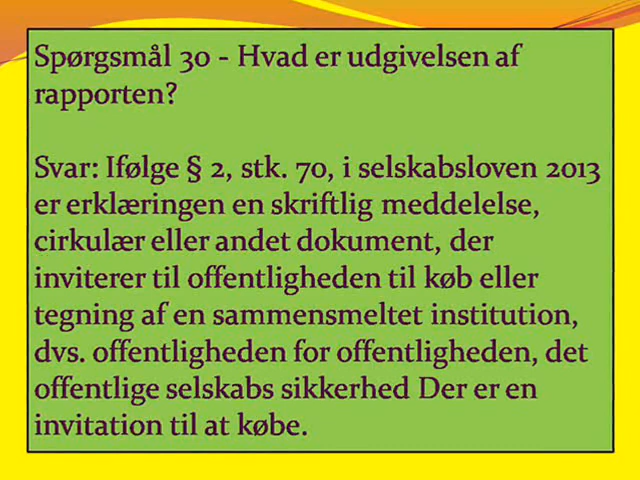 Spørgsmål 30 - Hvad er udgivelsen af
rapporten?
Svar: Ifølge § 2, stk. 70, i selskabsloven 2013
er erklæringen en skriftlig meddelelse,
cirkulær eller andet dokument, der
inviterer til offentligheden til køb eller
tegning af en sammensmeltet institution,
dvs. offentligheden for offentligheden, det
offentlige selskabs sikkerhed Der er en
invitation til at købe.